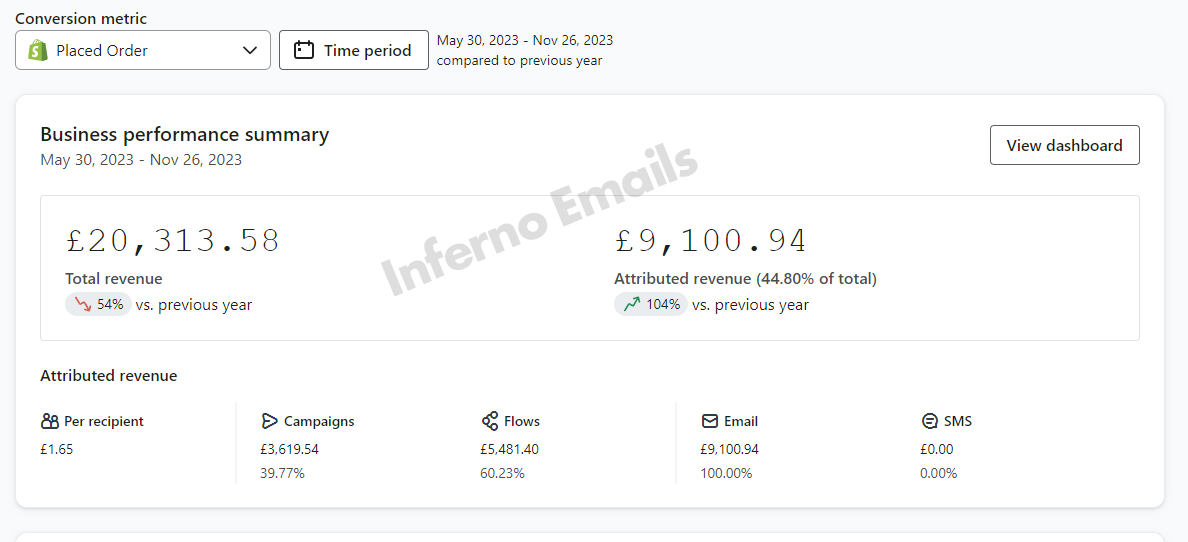 Conversion metric
Placed Order
Time period
May 30, 2023 - Nov 26, 2023
compared to previous year
Business performance summary
May 30, 2023 - Nov 26, 2023
View dashboard
Inferno Emails
£20,313.58
Total revenue
54% vs. previous year
£9,100.94
Attributed revenue (44.80% of total)
104% vs. previous year
Attributed revenue
Per recipient
£1.65
Campaigns
£3,619.54
39.77%
Flows
£5,481.40
60.23%
Email
£9,100.94
100.00%
SMS
£0.00
0.00%